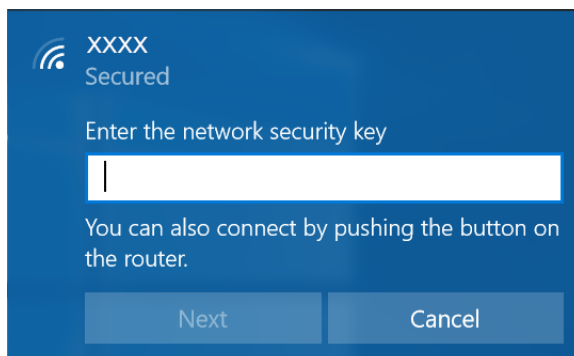 XXXX
Secured
Enter the network security key
You can also connect by pushing the button on
the router.
Next
Cancel